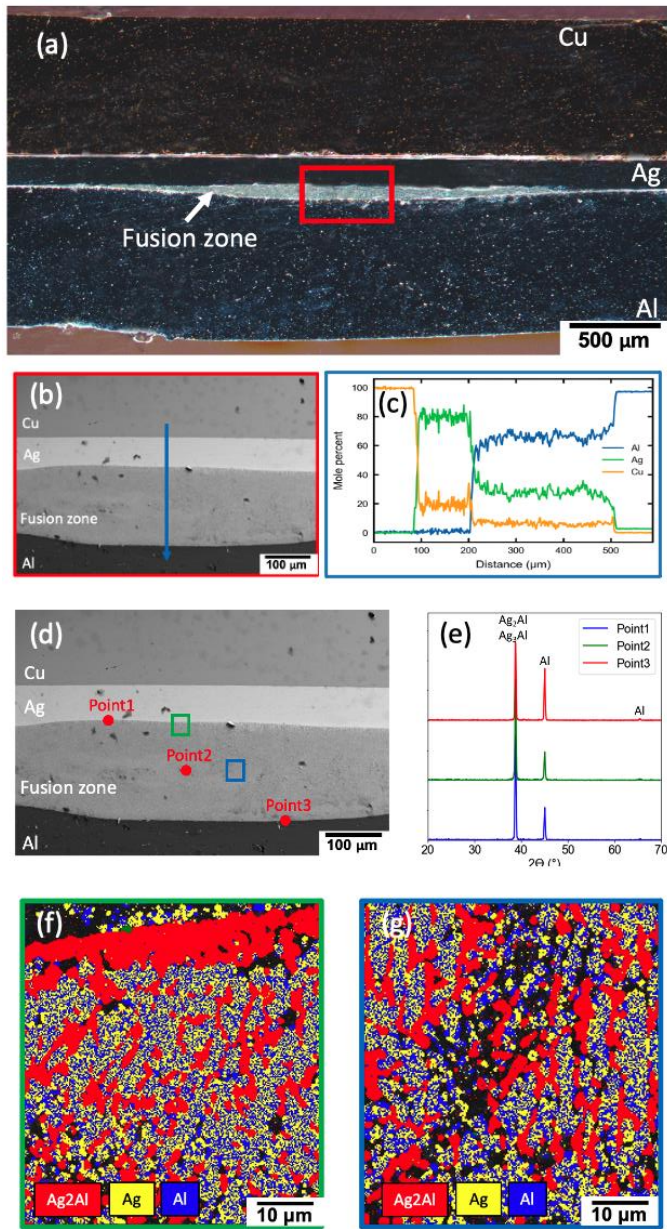 (a)
Cu
Ag
Fusion zone
Al
500 µm
(b)
Cu
Ag
Fusion zone
Al
100 µm
(c)
Mole percent
100
80
60
40
20
0
Al
Ag
Cu
0 100 200 300 400 500
Distance (µm)
(d)
Cu
Ag
Point1
Point2
Fusion zone
Point3
Al
100 µm
(e)
Ag₂Al
Ag₃Al
Al
Al
Point1
Point2
Point3
20 30 40 50 60 70
2Θ (°)
(f)
Ag2Al Ag Al
10 µm
(g)
Ag2Al Ag Al
10 µm